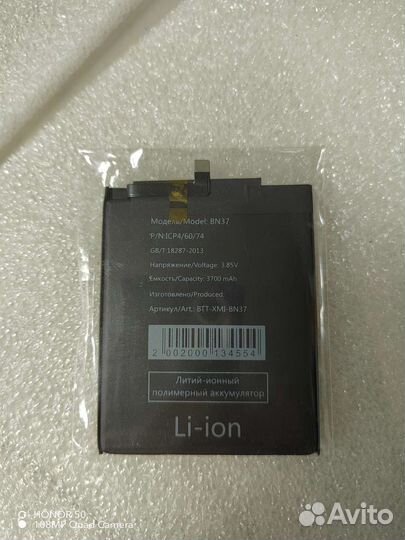 Модель/Model: BN37
P/N:ICP4/60/74
GB/T:18287-2013
Напряжение/Voltage: 3.85V
Емкость/Capacity: 3700 mAh
Изготовлено/Produced:
Артикул/Art.: BTT-XMI-BN37
2 002000 134554
Литий-ионный
полимерный аккумулятор
Li-ion
HONOR 50
108MP Quad Camera
Avito